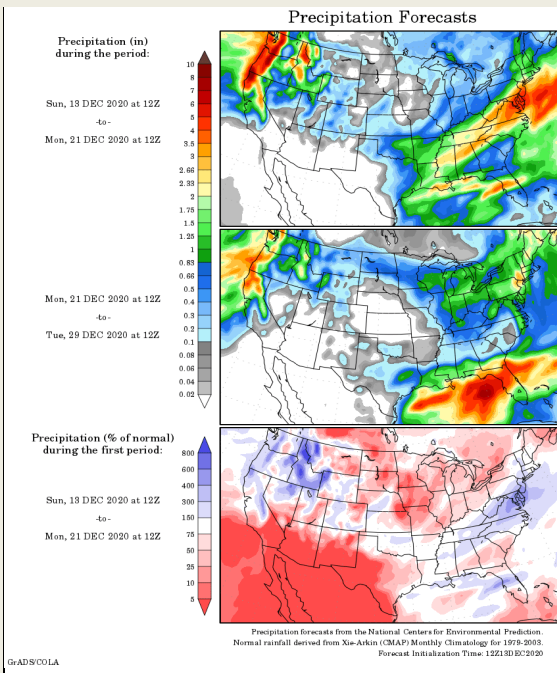 Precipitation Forecasts
Precipitation (in)
during the period:
Sun, 13 DEC 2020 at 12Z
-to-
Mon, 21 DEC 2020 at 12Z
10
8
7
6
5
4
3.5
3
2.66
2.33
2
1.75
1.5
1.25
1
0.83
0.66
0.5
0.4
0.3
0.2
0.1
0.08
0.06
0.04
0.02
Mon, 21 DEC 2020 at 12Z
-to-
Tue, 29 DEC 2020 at 12Z
Precipitation (% of normal)
during the first period:
Sun, 13 DEC 2020 at 12Z
-to-
Mon, 21 DEC 2020 at 12Z
800
600
400
300
150
75
50
25
10
5
Precipitation forecasts from the National Centers for Environmental Prediction.
Normal rainfall derived from Xie-Arkin (CMAP) Monthly Climatology for 1979-2003.
Forecast Initialization Time: 12Z13DEC2020
GrADS/COLA